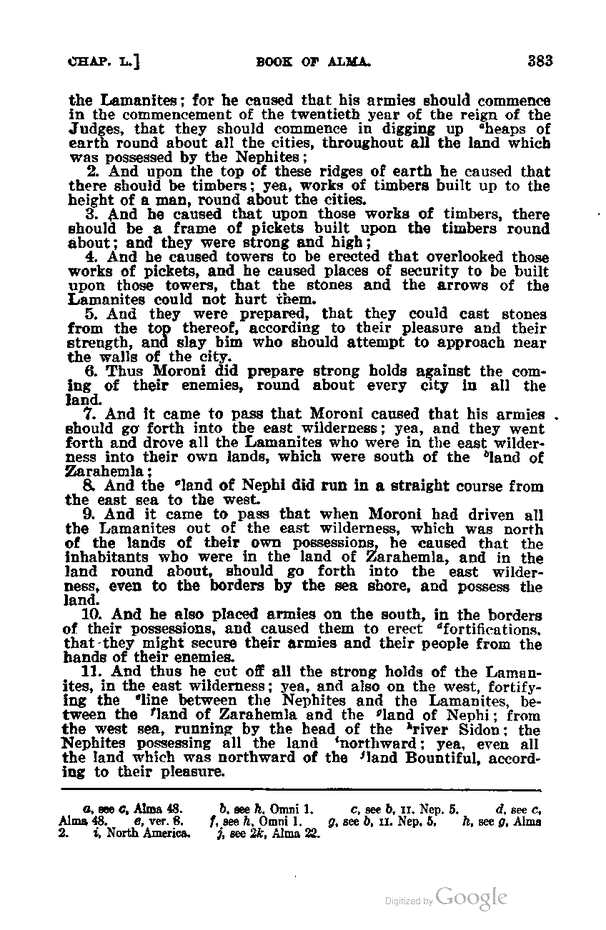 CHAP. L.] BOOK OF ALMA. 383
the Lamanites; for he caused that his armies should commence
in the commencement of the twentieth year of the reign of the
Judges, that they should commence in digging up ᵃheaps of
earth round about all the cities, throughout all the land which
was possessed by the Nephites;
2. And upon the top of these ridges of earth he caused that
there should be timbers; yea, works of timbers built up to the
height of a man, round about the cities.
3. And he caused that upon those works of timbers, there
should be a frame of pickets built upon the timbers round
about; and they were strong and high;
4. And he caused towers to be erected that overlooked those
works of pickets, and he caused places of security to be built
upon those towers, that the stones and the arrows of the
Lamanites could not hurt them.
5. And they were prepared, that they could cast stones
from the top thereof, according to their pleasure and their
strength, and slay him who should attempt to approach near
the walls of the city.
6. Thus Moroni did prepare strong holds against the com-
ing of their enemies, round about every city in all the
land.
7. And it came to pass that Moroni caused that his armies
should go forth into the east wilderness; yea, and they went
forth and drove all the Lamanites who were in the east wilder-
ness into their own lands, which were south of the ᵇland of
Zarahemla;
8. And the ᶜland of Nephi did run in a straight course from
the east sea to the west.
9. And it came to pass that when Moroni had driven all
the Lamanites out of the east wilderness, which was north
of the lands of their own possessions, he caused that the
inhabitants who were in the land of Zarahemla, and in the
land round about, should go forth into the east wilder-
ness, even to the borders by the sea shore, and possess the
land.
10. And he also placed armies on the south, in the borders
of their possessions, and caused them to erect ᵈfortifications,
that they might secure their armies and their people from the
hands of their enemies.
11. And thus he cut off all the strong holds of the Laman-
ites, in the east wilderness; yea, and also on the west, fortify-
ing the ᵉline between the Nephites and the Lamanites, be-
tween the ᶠland of Zarahemla and the ᵍland of Nephi; from
the west sea, running by the head of the ʰriver Sidon; the
Nephites possessing all the land ⁱnorthward; yea, even all
the land which was northward of the ʲland Bountiful, accord-
ing to their pleasure.
a, see c, Alma 48. b, see h, Omni 1. c, see b, II. Nep. 5. d, see c,
Alma 48. e, ver. 8. f, see h, Omni 1. g, see b, II. Nep. 5. h, see g, Alma
2. i, North America. j, see 2k, Alma 22.
Digitized by Google